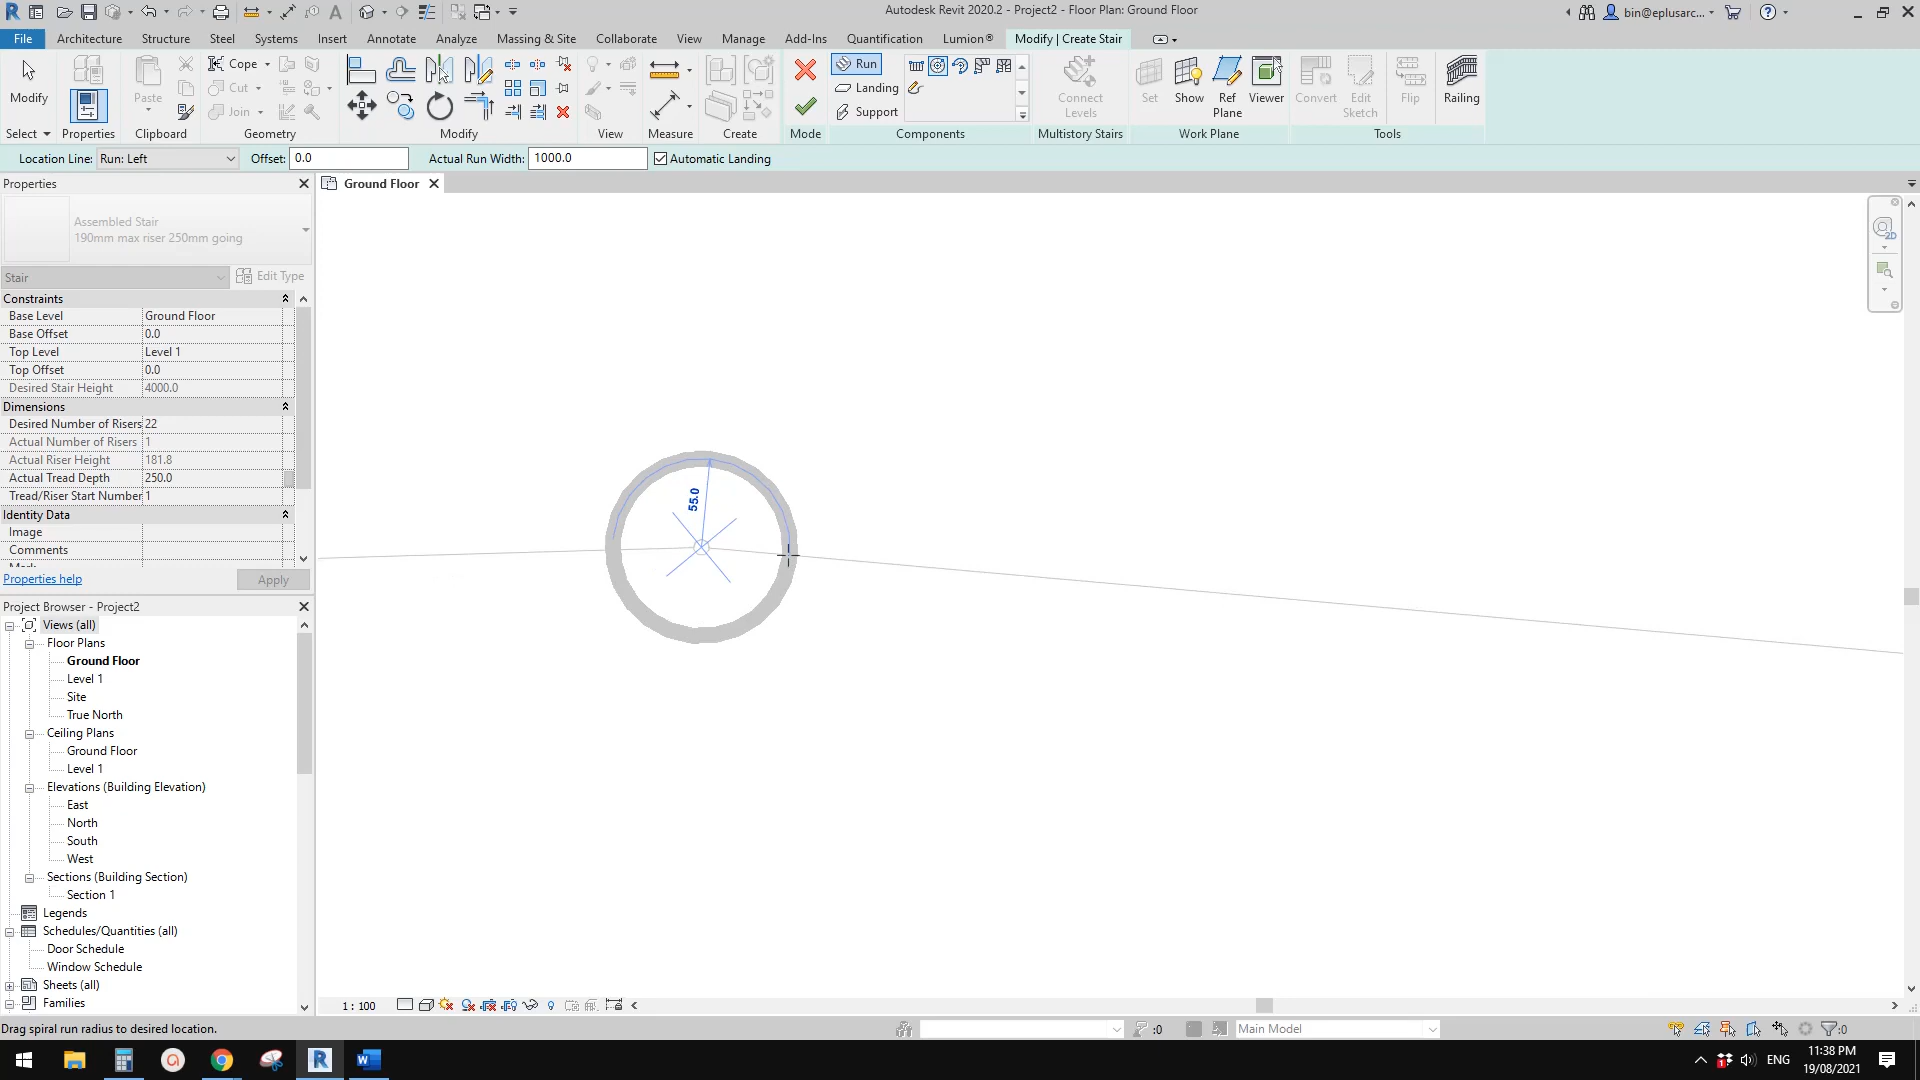 Autodesk Revit 2020.2 - Project2 - Floor Plan: Ground Floor
bin@eplusarc...
File Architecture Structure Steel Systems Insert Annotate Analyze Massing & Site Collaborate View Manage Add-Ins Quantification Lumion® Modify | Create Stair
Modify
Paste
Cope
Cut
Join
Run
Landing
Support
Connect
Levels
Set
Show
Ref
Plane
Viewer
Convert
Edit
Sketch
Flip
Railing
Select
Properties
Clipboard
Geometry
Modify
View
Measure
Create
Mode
Components
Multistory Stairs
Work Plane
Tools
Location Line: Run: Left Offset: 0.0 Actual Run Width: 1000.0 Automatic Landing
Properties
Ground Floor
Assembled Stair
190mm max riser 250mm going
Stair
Edit Type
Constraints
Base Level Ground Floor
Base Offset 0.0
Top Level Level 1
Top Offset 0.0
Desired Stair Height 4000.0
Dimensions
Desired Number of Risers 22
Actual Number of Risers 1
Actual Riser Height 181.8
Actual Tread Depth 250.0
Tread/Riser Start Number 1
Identity Data
Image
Comments
Properties help
Apply
55.0
Project Browser - Project2
Views (all)
Floor Plans
Ground Floor
Level 1
Site
True North
Ceiling Plans
Ground Floor
Level 1
Elevations (Building Elevation)
East
North
South
West
Sections (Building Section)
Section 1
Legends
Schedules/Quantities (all)
Door Schedule
Window Schedule
Sheets (all)
Families
1 : 100
Drag spiral run radius to desired location.
:0
Main Model
:0
ENG
11:38 PM
19/08/2021